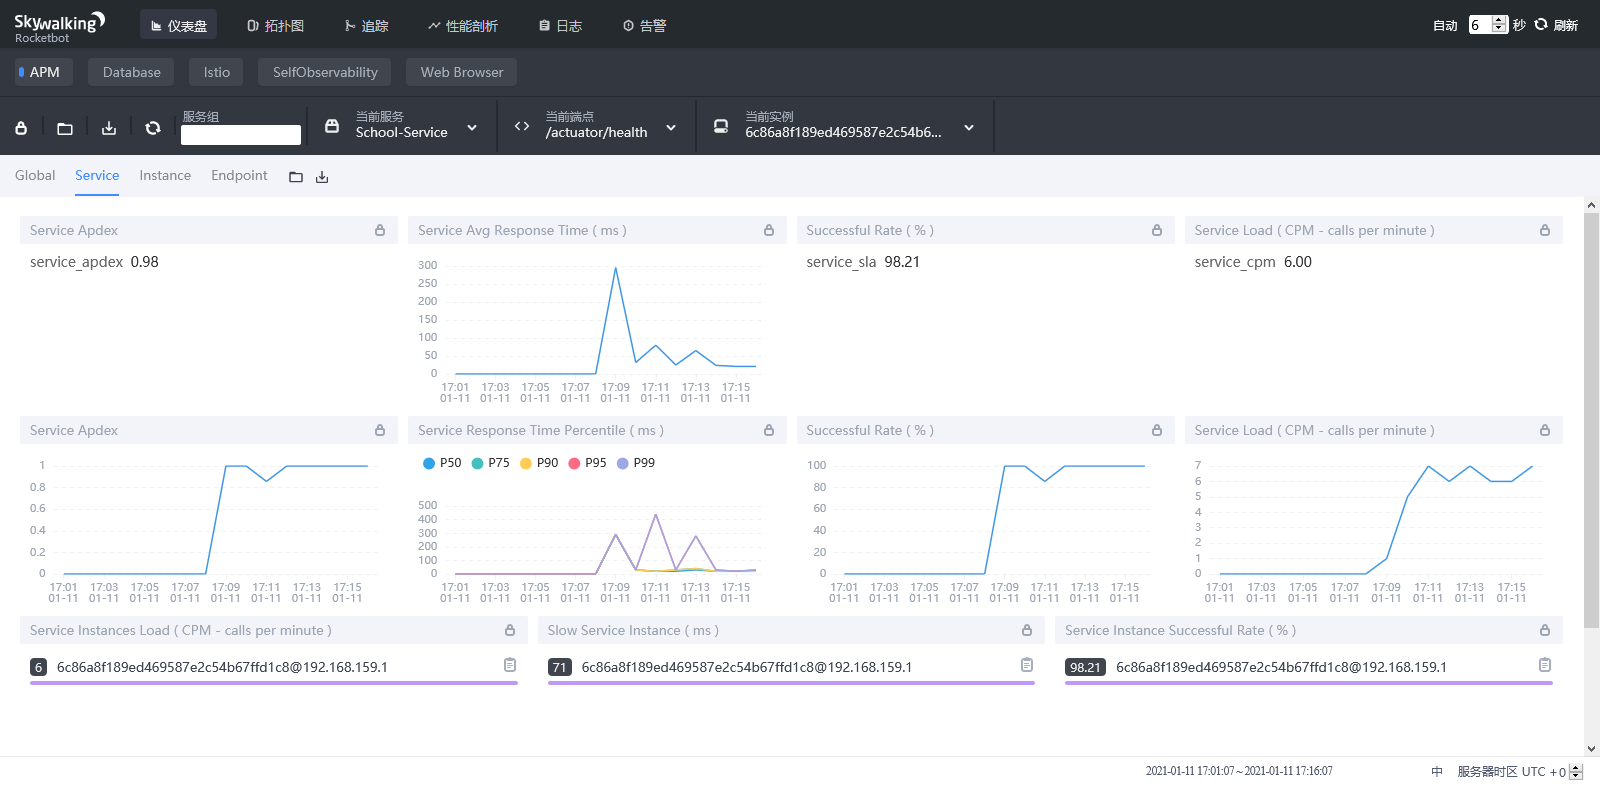 Skywalking
Rocketbot
仪表盘
拓扑图
追踪
性能剖析
日志
告警
自动 6 秒 刷新
APM
Database
Istio
SelfObservability
Web Browser
服务组
当前服务
School-Service
当前端点
/actuator/health
当前实例
6c86a8f189ed469587e2c54b6...
Global
Service
Instance
Endpoint
Service Apdex
service_apdex 0.98
Service Avg Response Time ( ms )
300
250
200
150
100
50
0
17:01 17:03 17:05 17:07 17:09 17:11 17:13 17:15
01-11 01-11 01-11 01-11 01-11 01-11 01-11 01-11
Successful Rate ( % )
service_sla 98.21
Service Load ( CPM - calls per minute )
service_cpm 6.00
Service Apdex
1
0.8
0.6
0.4
0.2
0
17:01 17:03 17:05 17:07 17:09 17:11 17:13 17:15
01-11 01-11 01-11 01-11 01-11 01-11 01-11 01-11
Service Response Time Percentile ( ms )
P50 P75 P90 P95 P99
500
400
300
200
100
0
17:01 17:03 17:05 17:07 17:09 17:11 17:13 17:15
01-11 01-11 01-11 01-11 01-11 01-11 01-11 01-11
Successful Rate ( % )
100
80
60
40
20
0
17:01 17:03 17:05 17:07 17:09 17:11 17:13 17:15
01-11 01-11 01-11 01-11 01-11 01-11 01-11 01-11
Service Load ( CPM - calls per minute )
7
6
5
4
3
2
1
0
17:01 17:03 17:05 17:07 17:09 17:11 17:13 17:15
01-11 01-11 01-11 01-11 01-11 01-11 01-11 01-11
Service Instances Load ( CPM - calls per minute )
6 6c86a8f189ed469587e2c54b67ffd1c8@192.168.159.1
Slow Service Instance ( ms )
71 6c86a8f189ed469587e2c54b67ffd1c8@192.168.159.1
Service Instance Successful Rate ( % )
98.21 6c86a8f189ed469587e2c54b67ffd1c8@192.168.159.1
2021-01-11 17:01:07~2021-01-11 17:16:07
中
服务器时区 UTC +0